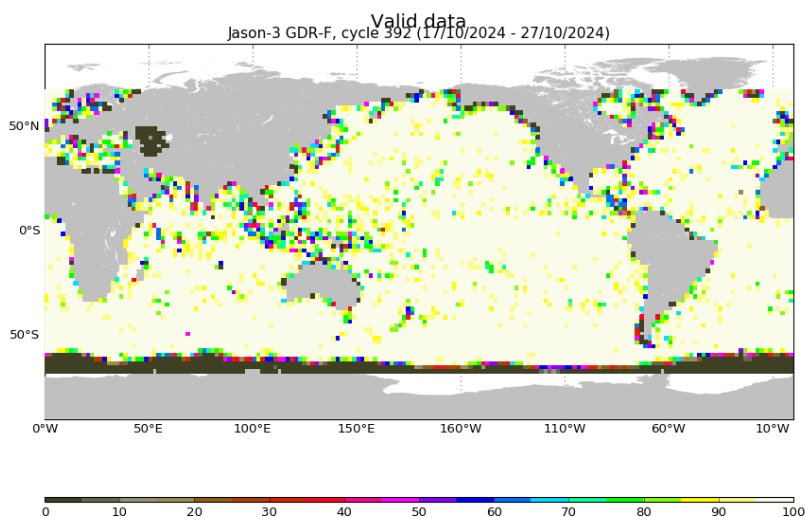 Valid data
Jason-3 GDR-F, cycle 392 (17/10/2024 - 27/10/2024)
50°N
0°S
50°S
0°W 50°E 100°E 150°E 160°W 110°W 60°W 10°W
0 10 20 30 40 50 60 70 80 90 100